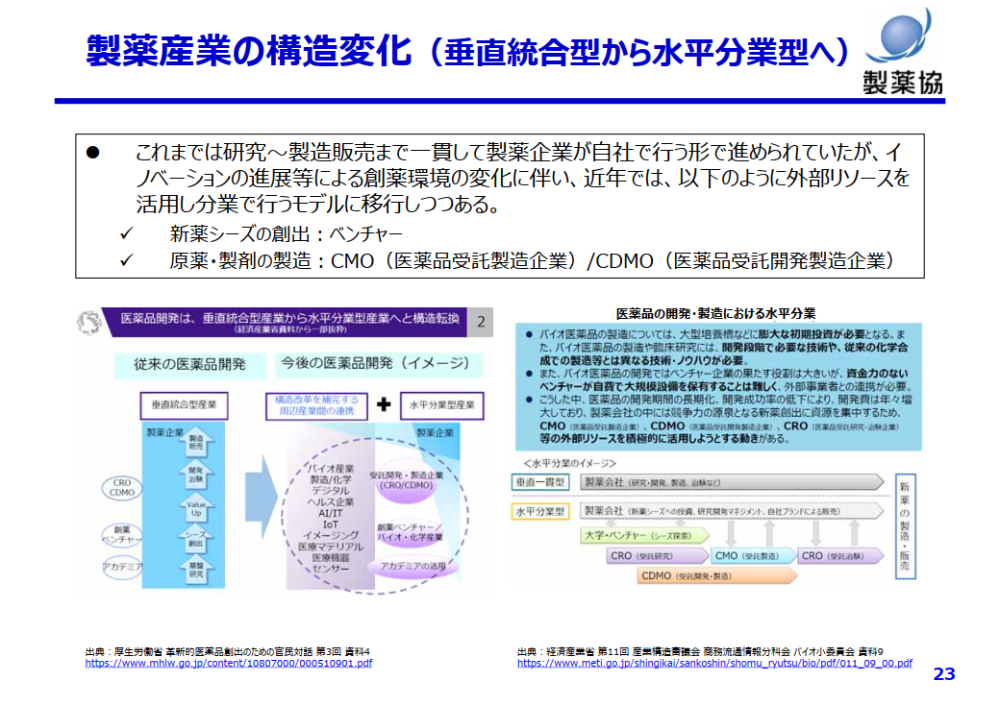 製薬産業の構造変化（垂直統合型から水平分業型へ）
製薬協
● これまでは研究～製造販売まで一貫して製薬企業が自社で行う形で進められていたが、イ
ノベーションの進展等による創薬環境の変化に伴い、近年では、以下のように外部リソースを
活用し分業で行うモデルに移行しつつある。
✓ 新薬シーズの創出：ベンチャー
✓ 原薬・製剤の製造：CMO（医薬品受託製造企業）/CDMO（医薬品受託開発製造企業）
医薬品開発は、垂直統合型産業から水平分業型産業へと構造転換
（経済産業省資料から一部抜粋）
2
従来の医薬品開発
今後の医薬品開発（イメージ）
垂直統合型産業
構造改革を補完する
周辺産業間の連携
+
水平分業型産業
製薬企業
製造
販売
開発
治験
Value
Up
シーズ
創出
基盤
研究
CRO
CDMO
創薬
ベンチャー
アカデミア
製薬企業
バイオ産業
製造/化学
デジタル
ヘルス企業
AI/IT
IoT
イメージング
医療マテリアル
医療機器
センサー
受託開発・製造企業
(CRO/CDMO)
創薬ベンチャー/
バイオ・化学産業
アカデミアの活用
出典：厚生労働省 革新的医薬品創出のための官民対話 第3回 資料4
https://www.mhlw.go.jp/content/10807000/000510901.pdf
医薬品の開発・製造における水平分業
● バイオ医薬品の製造については、大型培養槽などに膨大な初期投資が必要となる。ま
た、バイオ医薬品の製造や臨床研究には、開発段階で必要な技術や、従来の化学合
成での製造等とは異なる技術・ノウハウが必要。
● また、バイオ医薬品の開発ではベンチャー企業の果たす役割は大きいが、資金力のない
ベンチャーが自費で大規模設備を保有することは難しく、外部事業者との連携が必要。
● こうした中、医薬品の開発期間の長期化、開発成功率の低下により、開発費は年々増
大しており、製薬会社の中には競争力の源泉となる新薬創出に資源を集中するため、
CMO（医薬品受託製造企業）、CDMO（医薬品受託開発製造企業）、CRO（医薬品受託研究・治験企業）
等の外部リソースを積極的に活用しようとする動きがある。
＜水平分業のイメージ＞
垂直一貫型
製薬会社（研究・開発、製造、治験など）
水平分業型
製薬会社（新薬シーズへの投資、研究開発マネジメント、自社ブランドによる販売）
大学・ベンチャー（シーズ探索）
CRO（受託研究）
CMO（受託製造）
CRO（受託治験）
CDMO（受託開発・製造）
新薬の製造・販売
出典：経済産業省 第11回 産業構造審議会 商務流通情報分科会 バイオ小委員会 資料9
https://www.meti.go.jp/shingikai/sankoshin/shomu_ryutsu/bio/pdf/011_09_00.pdf
23